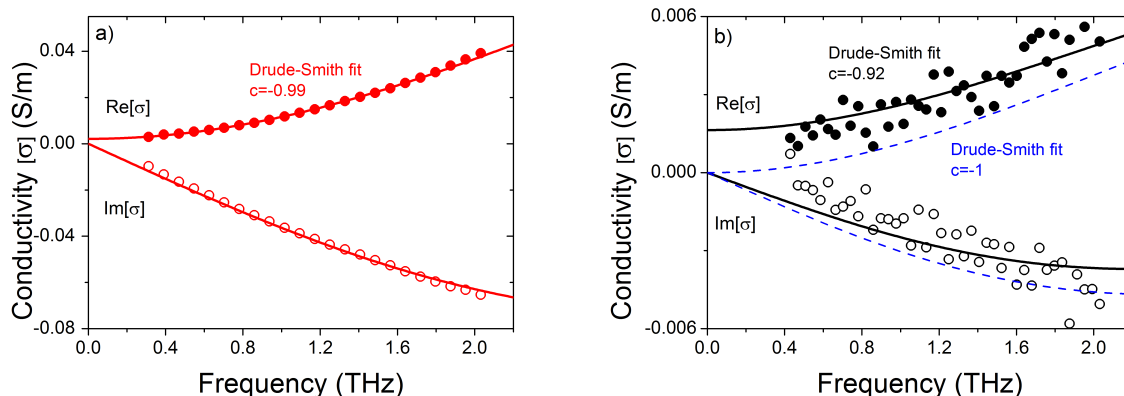 a)
0.04
0.00
-0.04
-0.08
Conductivity [σ] (S/m)
Drude-Smith fit
c=-0.99
Re[σ]
Im[σ]
0.0 0.4 0.8 1.2 1.6 2.0
Frequency (THz)
b)
0.006
0.000
-0.006
Conductivity [σ] (S/m)
Drude-Smith fit
c=-0.92
Re[σ]
Drude-Smith fit
c=-1
Im[σ]
0.0 0.4 0.8 1.2 1.6 2.0
Frequency (THz)